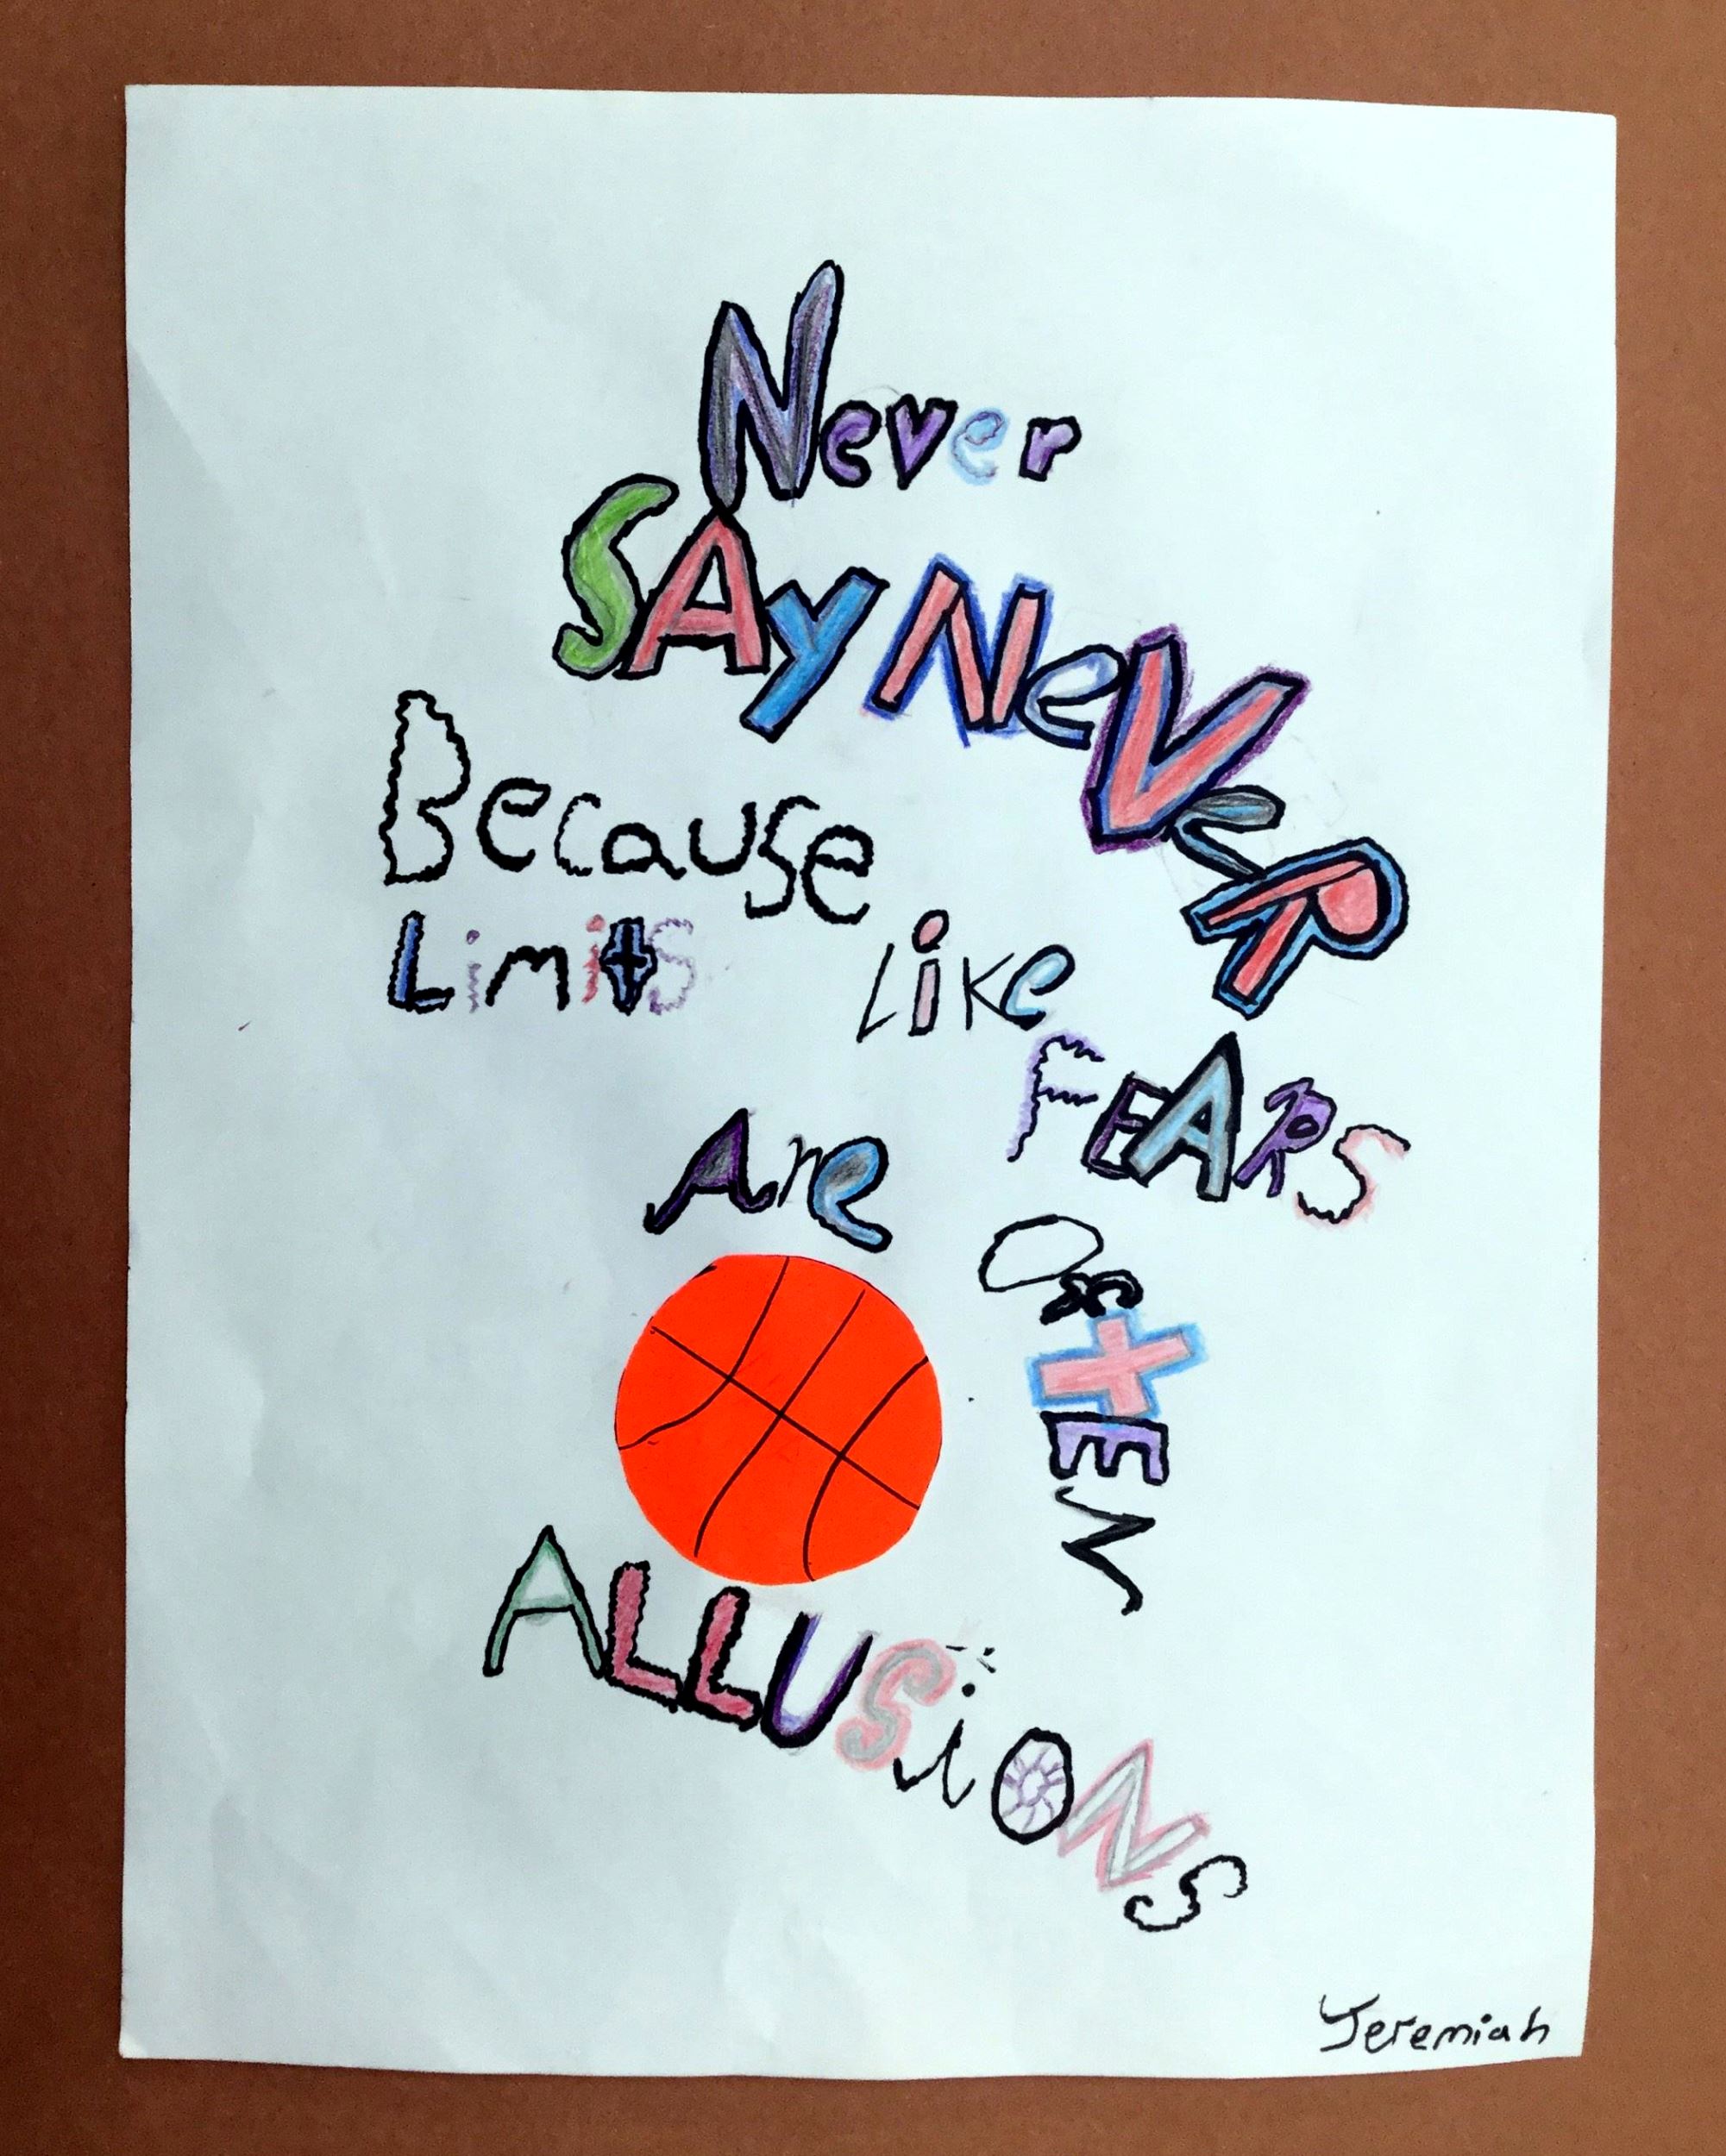 Never
SAy NeVeR
Because
Limits Like
FEARS
Are OfTEN
ALLUSiONS
Jeremiah